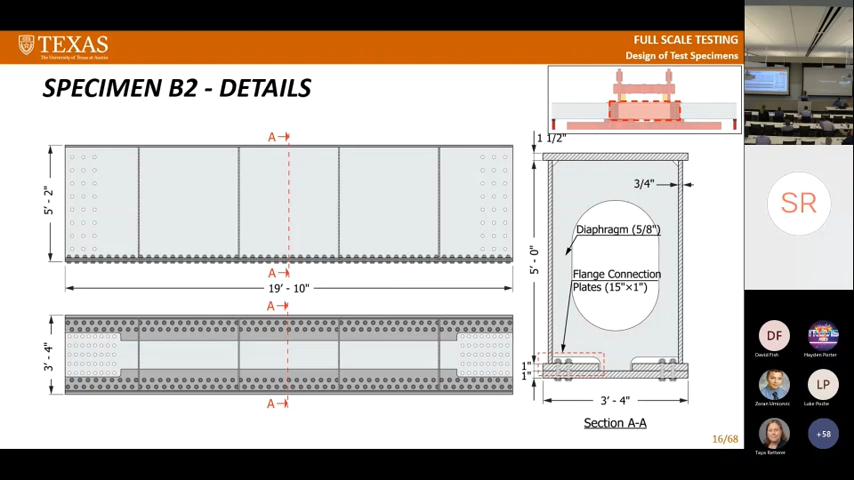 TEXAS
The University of Texas at Austin
FULL SCALE TESTING
Design of Test Specimens
SPECIMEN B2 - DETAILS
A
5' - 2"
A
19' - 10"
A
3' - 4"
A
1 1/2"
3/4"
Diaphragm (5/8")
5' - 0"
Flange Connection
Plates (15"×1")
1"
1"
3' - 4"
Section A-A
16/68
SR
DF
David Fish
Hayden Porter
Zoran Urniconic
LP
Luke Poche
Taya Retterer
+58